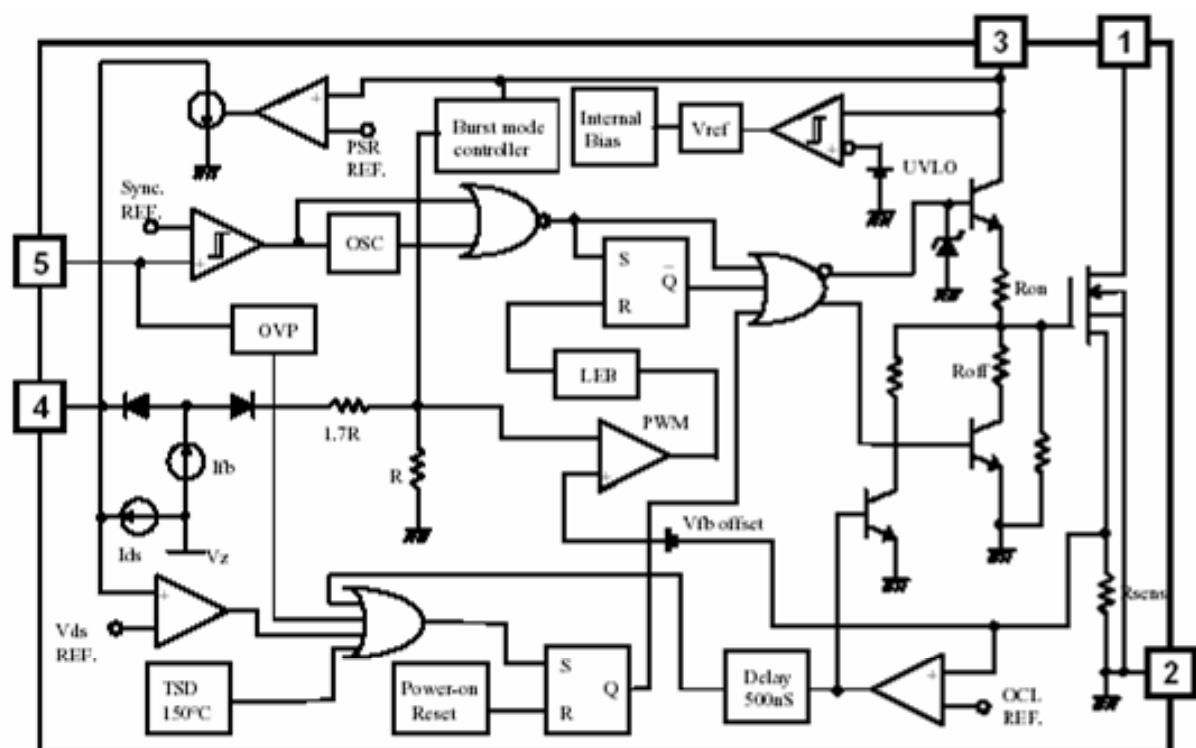 3
1
PSR
REF.
Burst mode
controller
Internal
Bias
Vref
+
UVLO
Sync.
REF.
5
OSC
S
Q
R
Ron
OVP
LEB
Roff
4
1.7R
PWM
R
Ifb
Ids
Vz
Vfb offset
Rsens
Vds
REF.
TSD
150°C
Power-on
Reset
S
Q
R
Delay
500nS
OCL
REF.
2